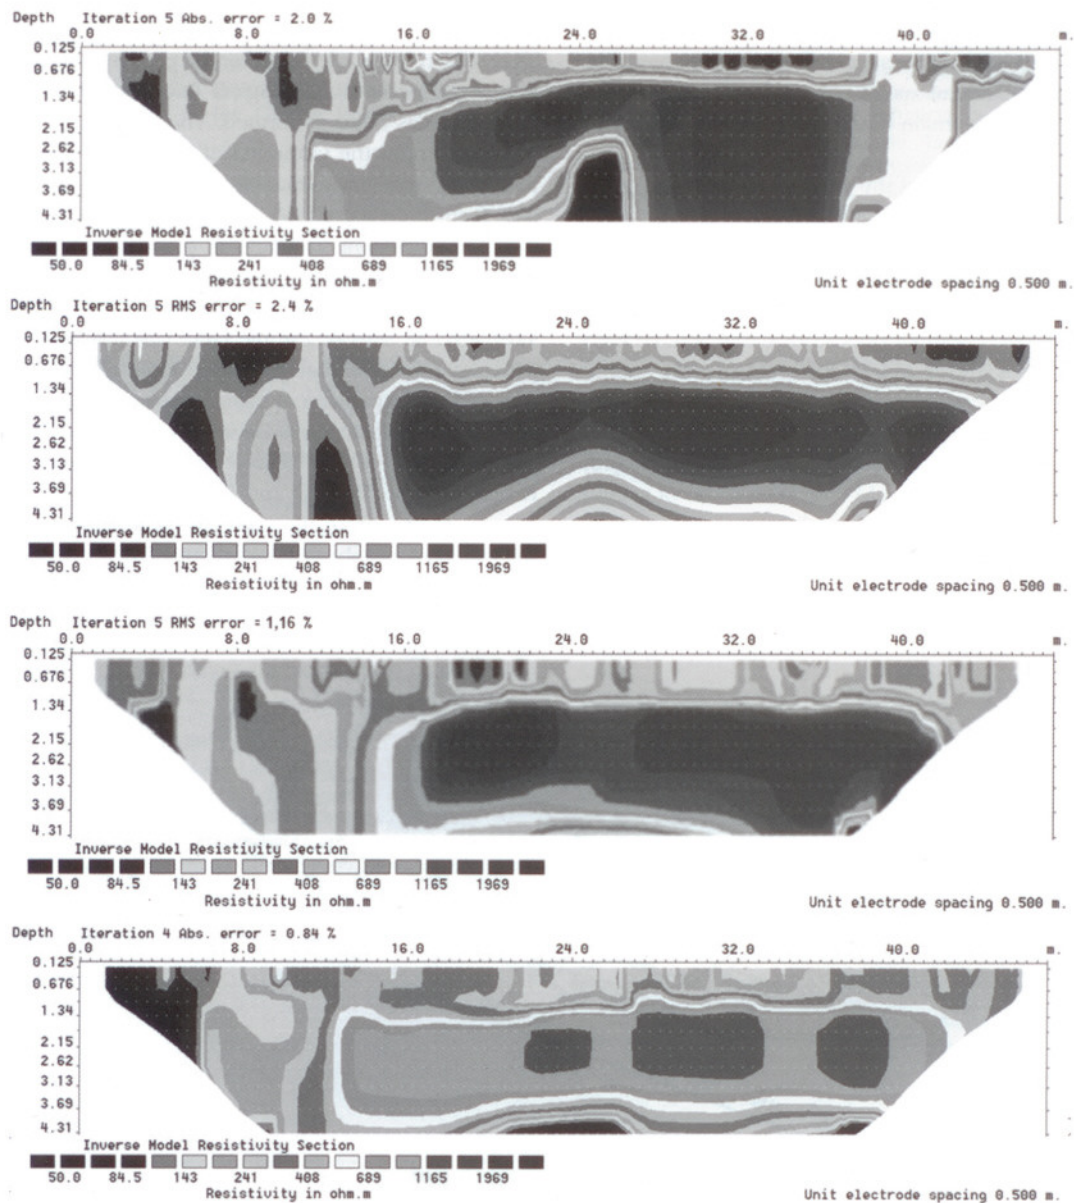 Depth Iteration 5 Abs. error = 2.0 %
0.0 8.0 16.0 24.0 32.0 40.0 m.
0.125
0.676
1.34
2.15
2.62
3.13
3.69
4.31
Inverse Model Resistivity Section
50.0 84.5 143 241 408 689 1165 1969
Resistivity in ohm.m
Unit electrode spacing 0.500 m.
Depth Iteration 5 RMS error = 2.4 %
0.0 8.0 16.0 24.0 32.0 40.0 m.
0.125
0.676
1.34
2.15
2.62
3.13
3.69
4.31
Inverse Model Resistivity Section
50.0 84.5 143 241 408 689 1165 1969
Resistivity in ohm.m
Unit electrode spacing 0.500 m.
Depth Iteration 5 RMS error = 1,16 %
0.0 8.0 16.0 24.0 32.0 40.0 m.
0.125
0.676
1.34
2.15
2.62
3.13
3.69
4.31
Inverse Model Resistivity Section
50.0 84.5 143 241 408 689 1165 1969
Resistivity in ohm.m
Unit electrode spacing 0.500 m.
Depth Iteration 4 Abs. error = 0.84 %
0.0 8.0 16.0 24.0 32.0 40.0 m.
0.125
0.676
1.34
2.15
2.62
3.13
3.69
4.31
Inverse Model Resistivity Section
50.0 84.5 143 241 408 689 1165 1969
Resistivity in ohm.m
Unit electrode spacing 0.500 m.